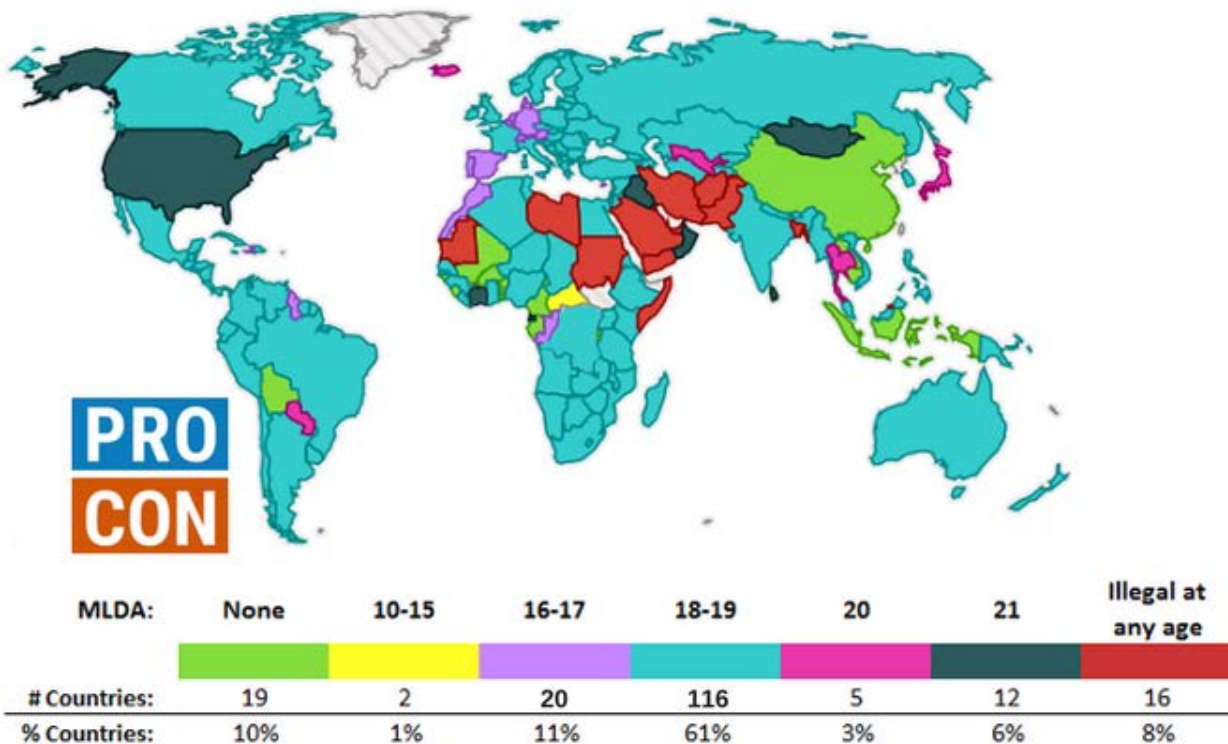 PRO
CON
MLDA: None 10-15 16-17 18-19 20 21 Illegal at any age
# Countries: 19 2 20 116 5 12 16
% Countries: 10% 1% 11% 61% 3% 6% 8%